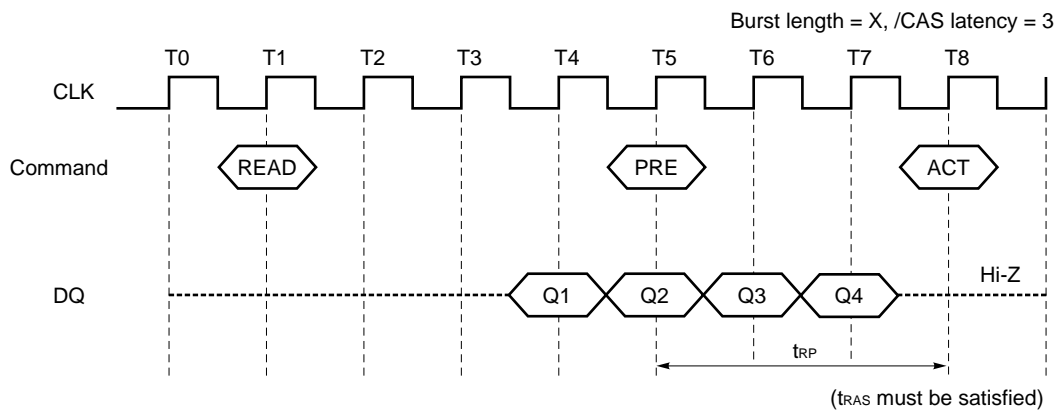 Burst length = X, /CAS latency = 3
T0 T1 T2 T3 T4 T5 T6 T7 T8
CLK
Command READ PRE ACT
Hi-Z
DQ Q1 Q2 Q3 Q4
tRP
(tRAS must be satisfied)